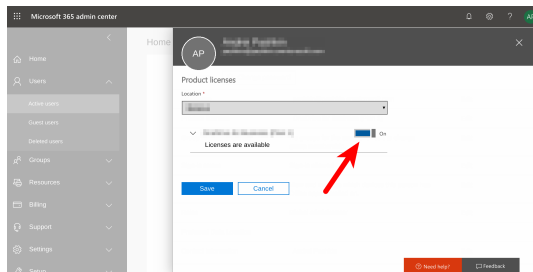 Microsoft 365 admin center
?
AP
Home
Home
Users
Active users
Guest users
Deleted users
Groups
Resources
Billing
Support
Settings
Setup
AP
Product licenses
Location *
On
Licenses are available
Save
Cancel
Need help?
Feedback